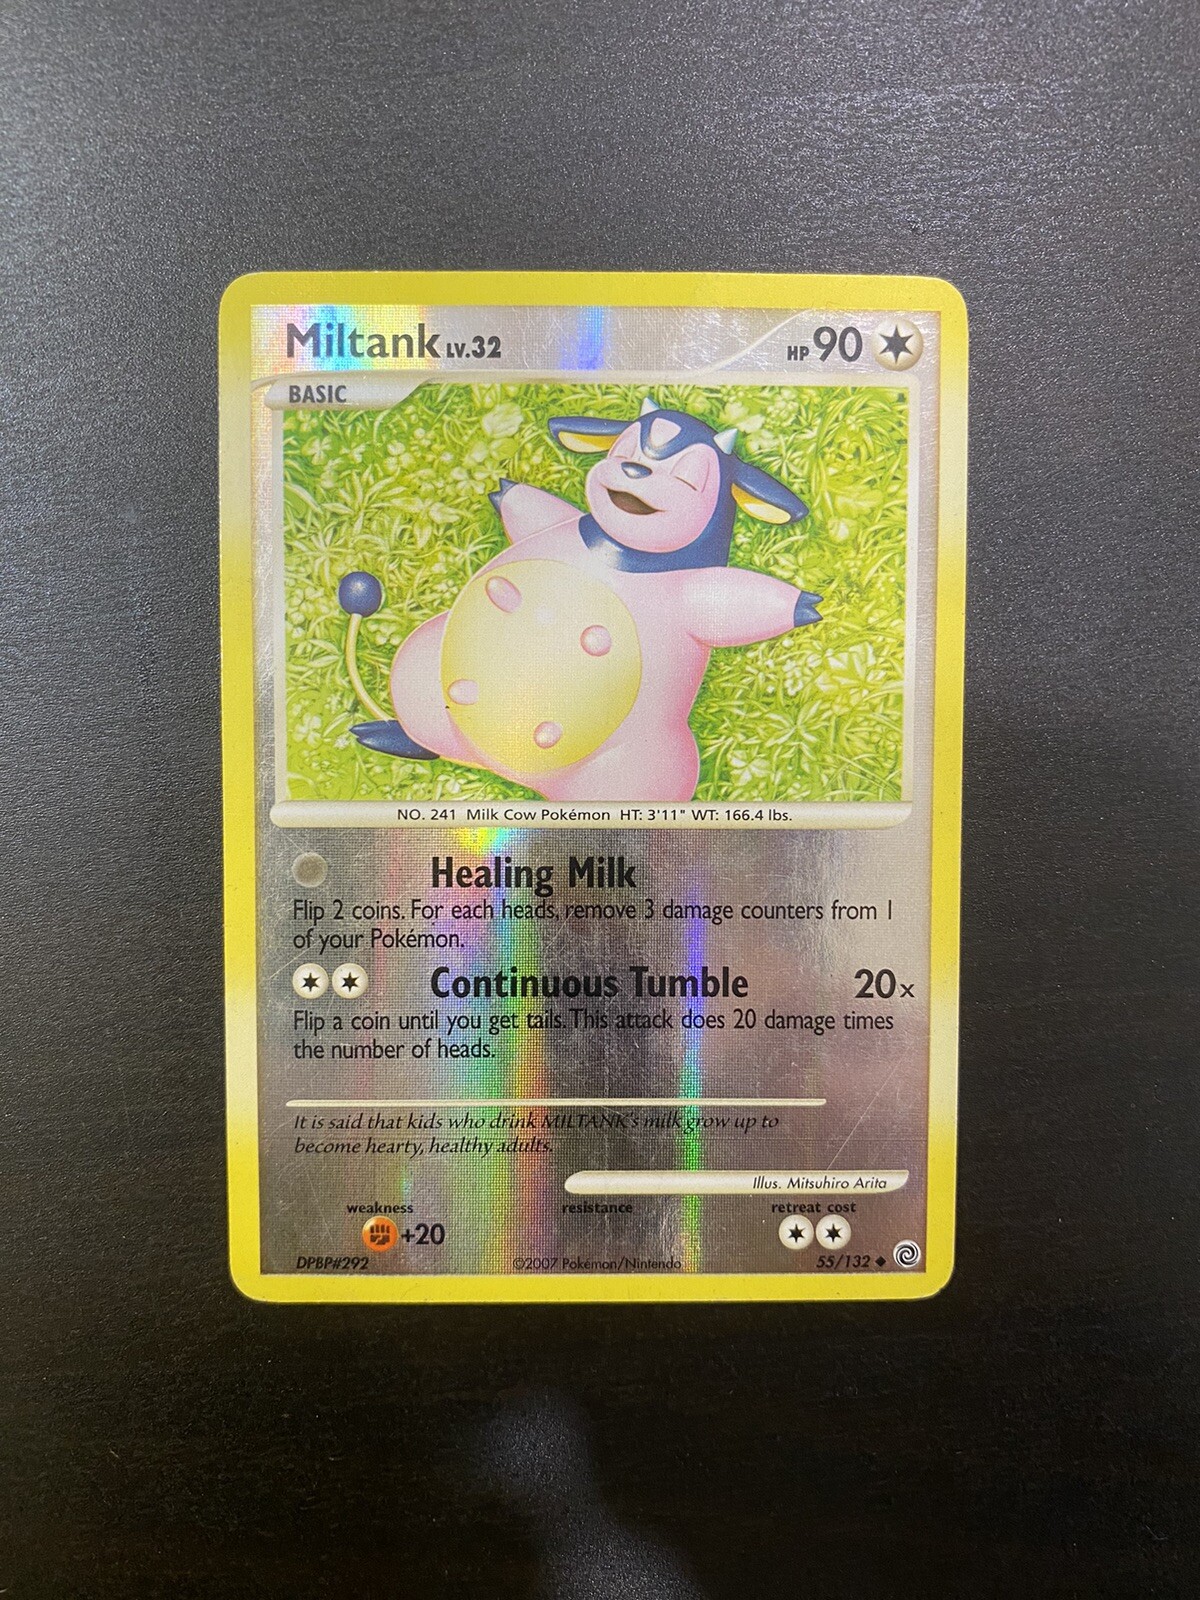 Miltank LV.32 HP 90
BASIC
NO. 241 Milk Cow Pokémon HT: 3'11" WT: 166.4 lbs.
Healing Milk
Flip 2 coins. For each heads, remove 3 damage counters from 1
of your Pokémon.
Continuous Tumble 20x
Flip a coin until you get tails. This attack does 20 damage times
the number of heads.
It is said that kids who drink MILTANK's milk grow up to
become hearty, healthy adults.
Illus. Mitsuhiro Arita
weakness resistance retreat cost
+20
DPBP#292 ©2007 Pokémon/Nintendo 55/132